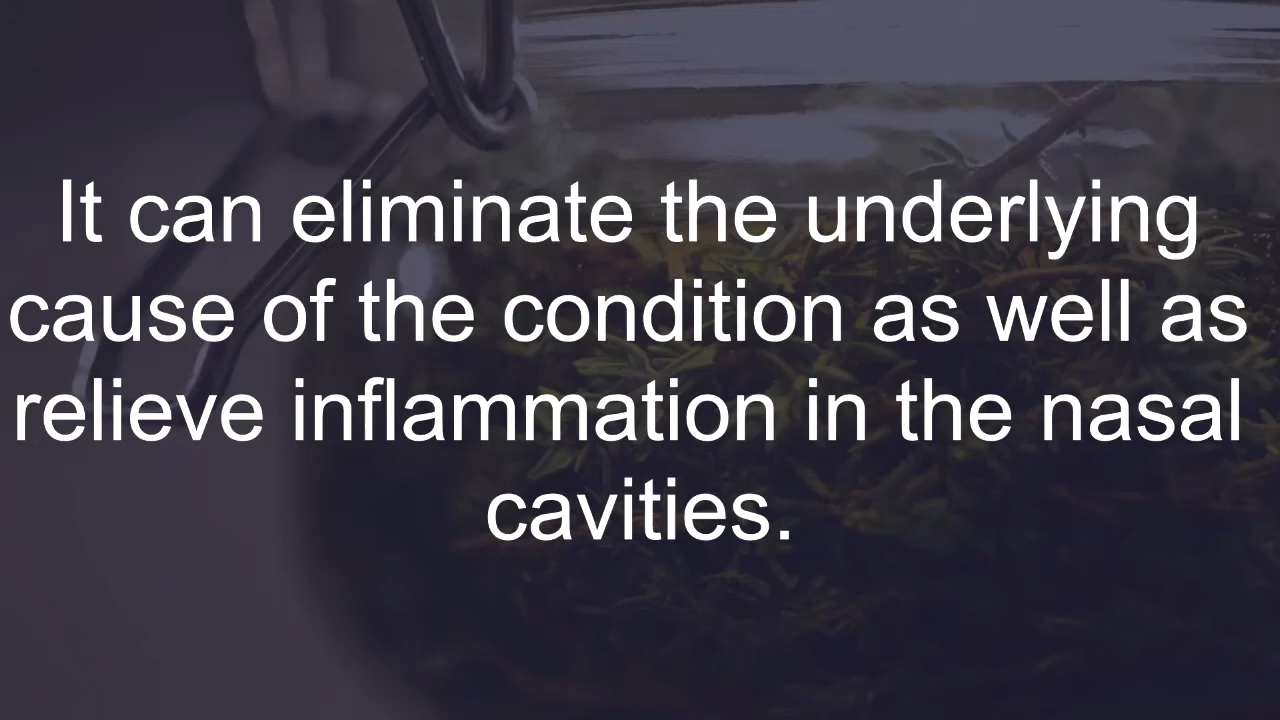 It can eliminate the underlying
cause of the condition as well as
relieve inflammation in the nasal
cavities.